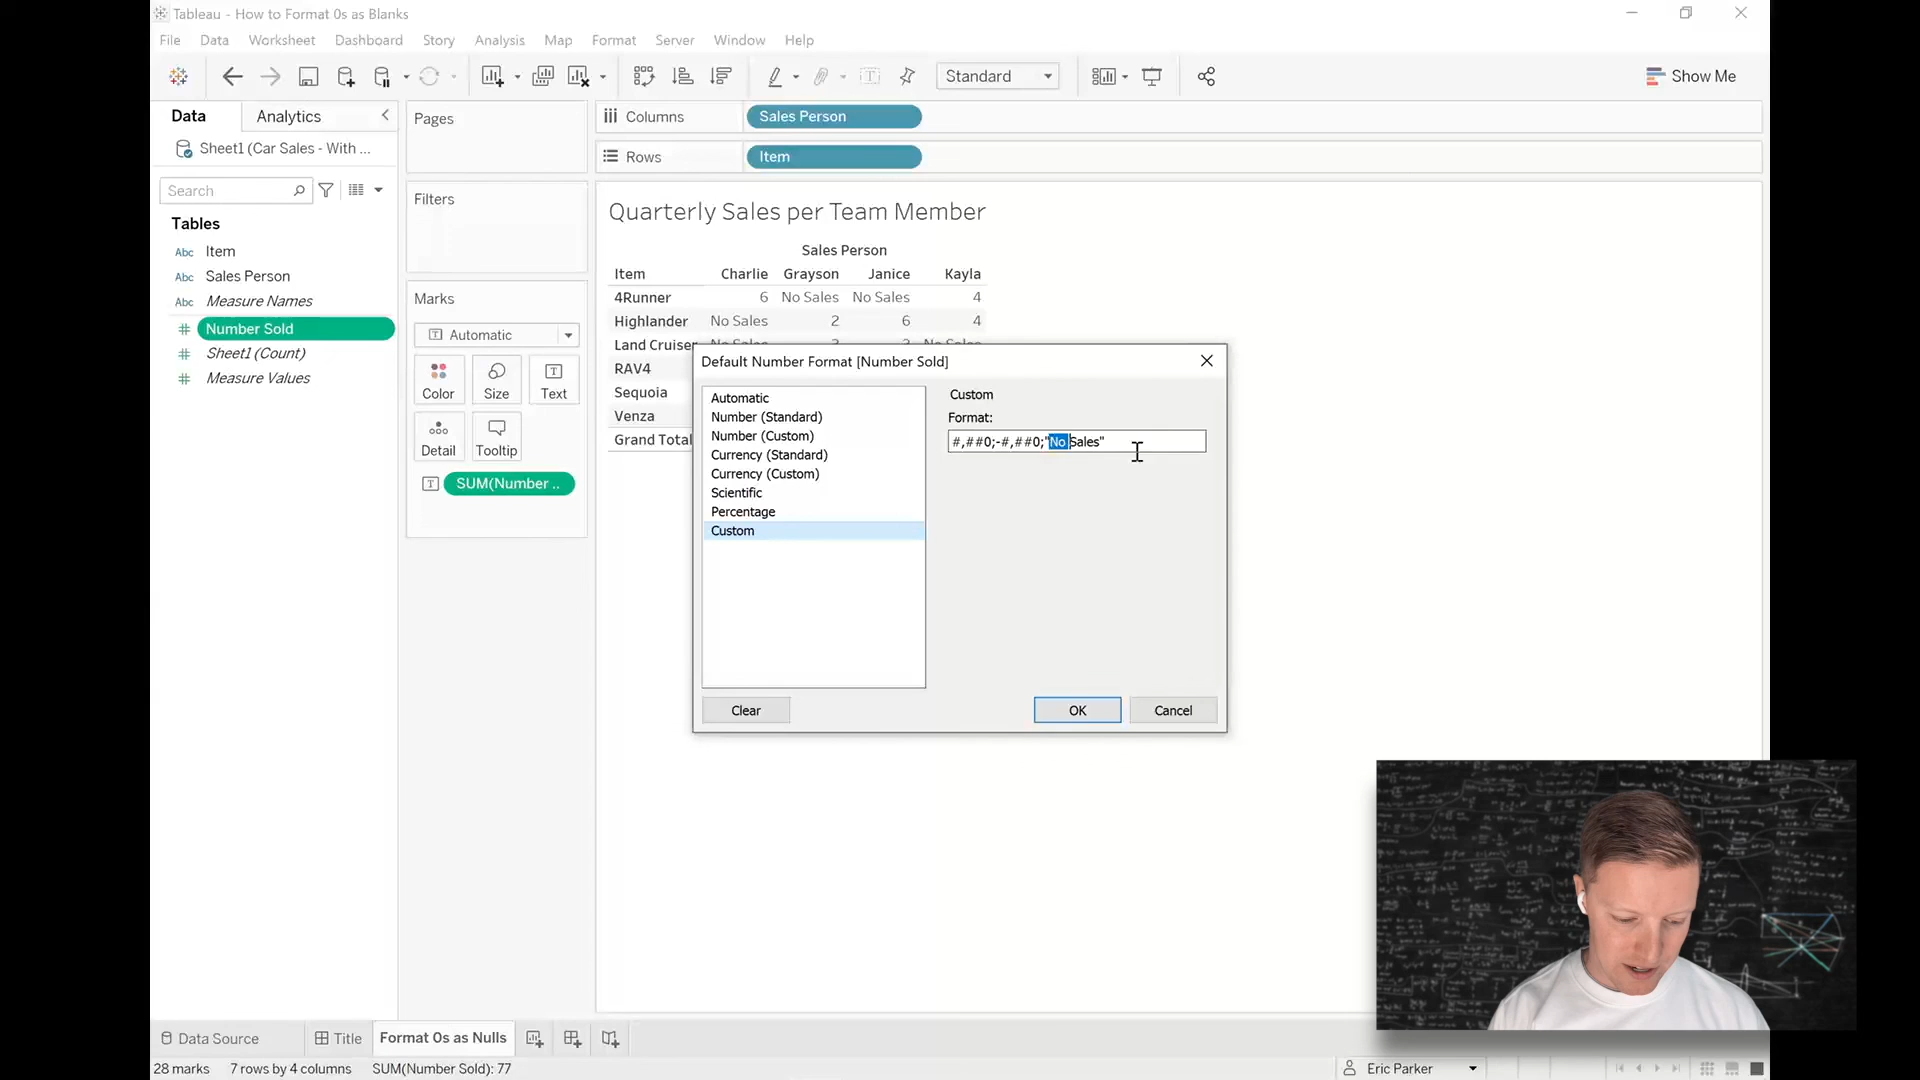 Tableau - How to Format 0s as Blanks
File Data Worksheet Dashboard Story Analysis Map Format Server Window Help
Standard
Show Me
Data Analytics
Sheet1 (Car Sales - With ...
Search
Tables
Abc Item
Abc Sales Person
Abc Measure Names
# Number Sold
# Sheet1 (Count)
# Measure Values
Pages
Filters
Marks
Automatic
Color Size Text
Detail Tooltip
SUM(Number ..
Columns Sales Person
Rows Item
Quarterly Sales per Team Member
Sales Person
Item Charlie Grayson Janice Kayla
4Runner 6 No Sales No Sales 4
Highlander No Sales 2 6 4
Land Cruiser
RAV4
Sequoia
Venza
Grand Total
Default Number Format [Number Sold]
Automatic
Number (Standard)
Number (Custom)
Currency (Standard)
Currency (Custom)
Scientific
Percentage
Custom
Custom
Format:
#,##0;-#,##0;"No Sales"
Clear OK Cancel
Data Source Title Format 0s as Nulls
28 marks 7 rows by 4 columns SUM(Number Sold): 77
Eric Parker